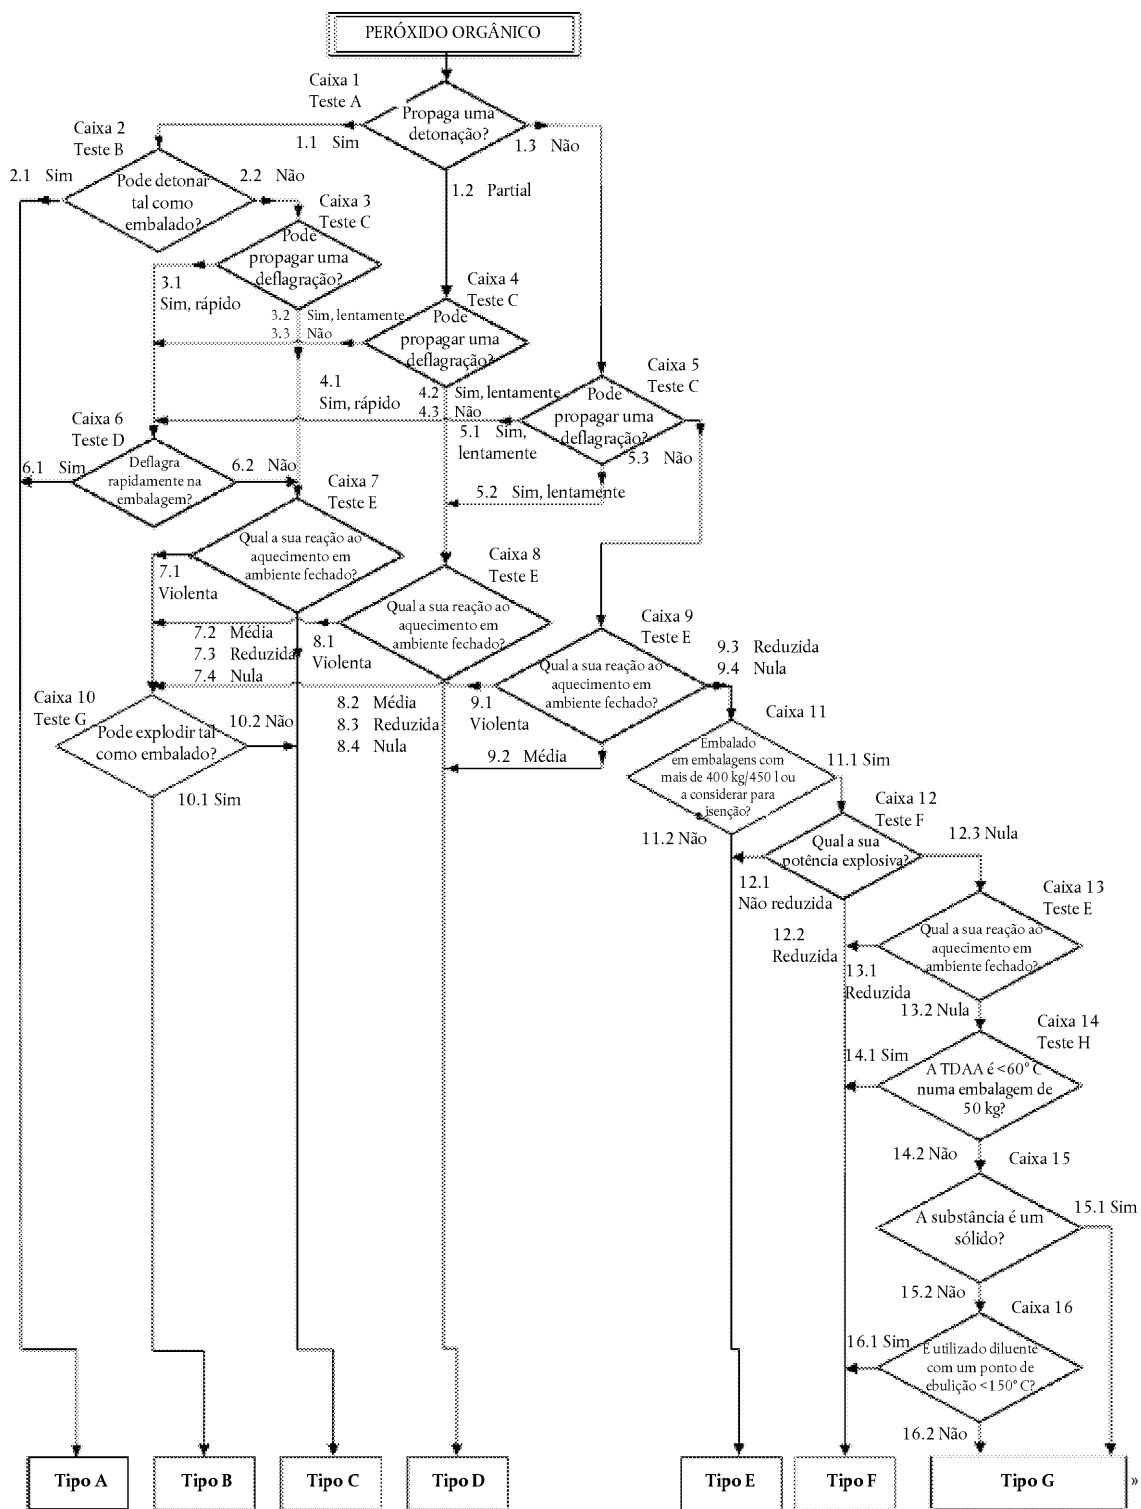 PERÓXIDO ORGÂNICO
Caixa 1
Teste A
Propaga uma
detonação?
1.1 Sim
1.3 Não
1.2 Partial
Caixa 2
Teste B
2.1 Sim
2.2 Não
Pode detonar
tal como
embalado?
Caixa 3
Teste C
Pode
propagar uma
deflagração?
3.1
Sim, rápido
3.2 Sim, lentamente
3.3 Não
Caixa 4
Teste C
Pode
propagar uma
deflagração?
4.1
Sim, rápido
4.2 Sim, lentamente
4.3 Não
Caixa 5
Teste C
Pode
propagar uma
deflagração?
5.1 Sim,
lentamente
5.3 Não
5.2 Sim, lentamente
Caixa 6
Teste D
6.1 Sim
6.2 Não
Deflagra
rapidamente na
embalagem?
Caixa 7
Teste E
Qual a sua reação ao
aquecimento em
ambiente fechado?
7.1
Violenta
7.2 Média
7.3 Reduzida
7.4 Nula
Caixa 8
Teste E
Qual a sua reação ao
aquecimento em
ambiente fechado?
8.1
Violenta
8.2 Média
8.3 Reduzida
8.4 Nula
Caixa 9
Teste E
Qual a sua reação ao
aquecimento em
ambiente fechado?
9.3 Reduzida
9.4 Nula
9.1
Violenta
9.2 Média
Caixa 10
Teste G
Pode explodir tal
como embalado?
10.2 Não
10.1 Sim
Caixa 11
Embalado
em embalagens com
mais de 400 kg/450 l ou
a considerar para
isenção?
11.1 Sim
11.2 Não
Caixa 12
Teste F
Qual a sua
potência explosiva?
12.3 Nula
12.1
Não reduzida
12.2
Reduzida
Caixa 13
Teste E
Qual a sua reação ao
aquecimento em
ambiente fechado?
13.1
Reduzida
13.2 Nula
Caixa 14
Teste H
14.1 Sim
A TDAA é <60° C
numa embalagem de
50 kg?
14.2 Não
Caixa 15
A substância é um
sólido?
15.1 Sim
15.2 Não
Caixa 16
16.1 Sim
É utilizado diluente
com um ponto de
ebulição <150° C?
16.2 Não
Tipo A
Tipo B
Tipo C
Tipo D
Tipo E
Tipo F
Tipo G
»